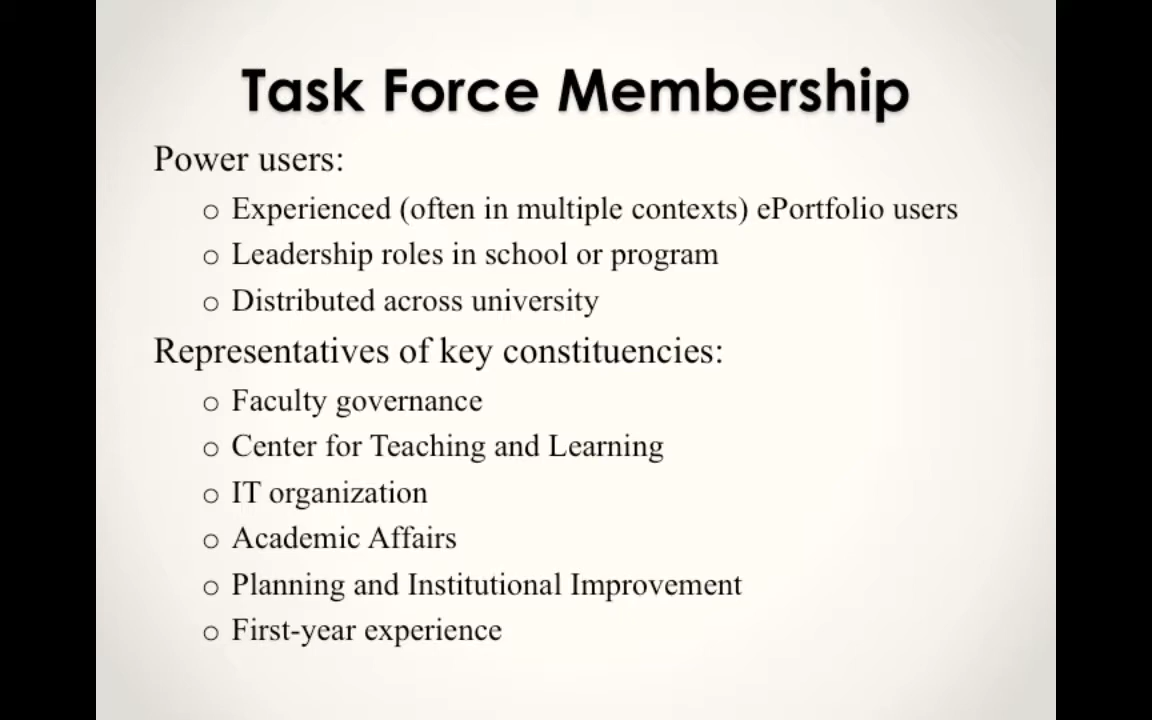 Task Force Membership
Power users:
o Experienced (often in multiple contexts) ePortfolio users
o Leadership roles in school or program
o Distributed across university
Representatives of key constituencies:
o Faculty governance
o Center for Teaching and Learning
o IT organization
o Academic Affairs
o Planning and Institutional Improvement
o First-year experience